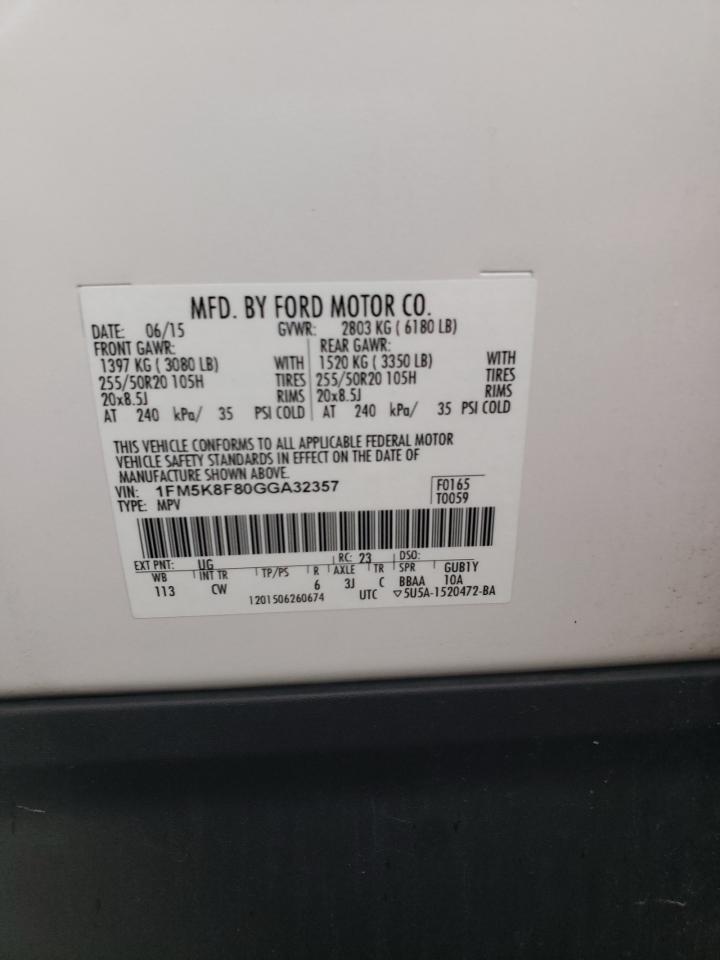 MFD. BY FORD MOTOR CO.
DATE: 06/15 GVWR: 2803 KG ( 6180 LB)
FRONT GAWR: REAR GAWR:
1397 KG ( 3080 LB) WITH 1520 KG ( 3350 LB) WITH
255/50R20 105H TIRES 255/50R20 105H TIRES
20x8.5J RIMS 20x8.5J RIMS
AT 240 kPa/ 35 PSI COLD AT 240 kPa/ 35 PSI COLD
THIS VEHICLE CONFORMS TO ALL APPLICABLE FEDERAL MOTOR
VEHICLE SAFETY STANDARDS IN EFFECT ON THE DATE OF
MANUFACTURE SHOWN ABOVE.
VIN: 1FM5K8F80GGA32357 F0165
TYPE: MPV T0059
EXT PNT: UG RC: 23 DSO:
WB INT TR TP/PS R AXLE TR SPR GUB1Y
113 CW 6 3J C BBAA 10A
1201506260674 UTC ▽5U5A-1520472-BA